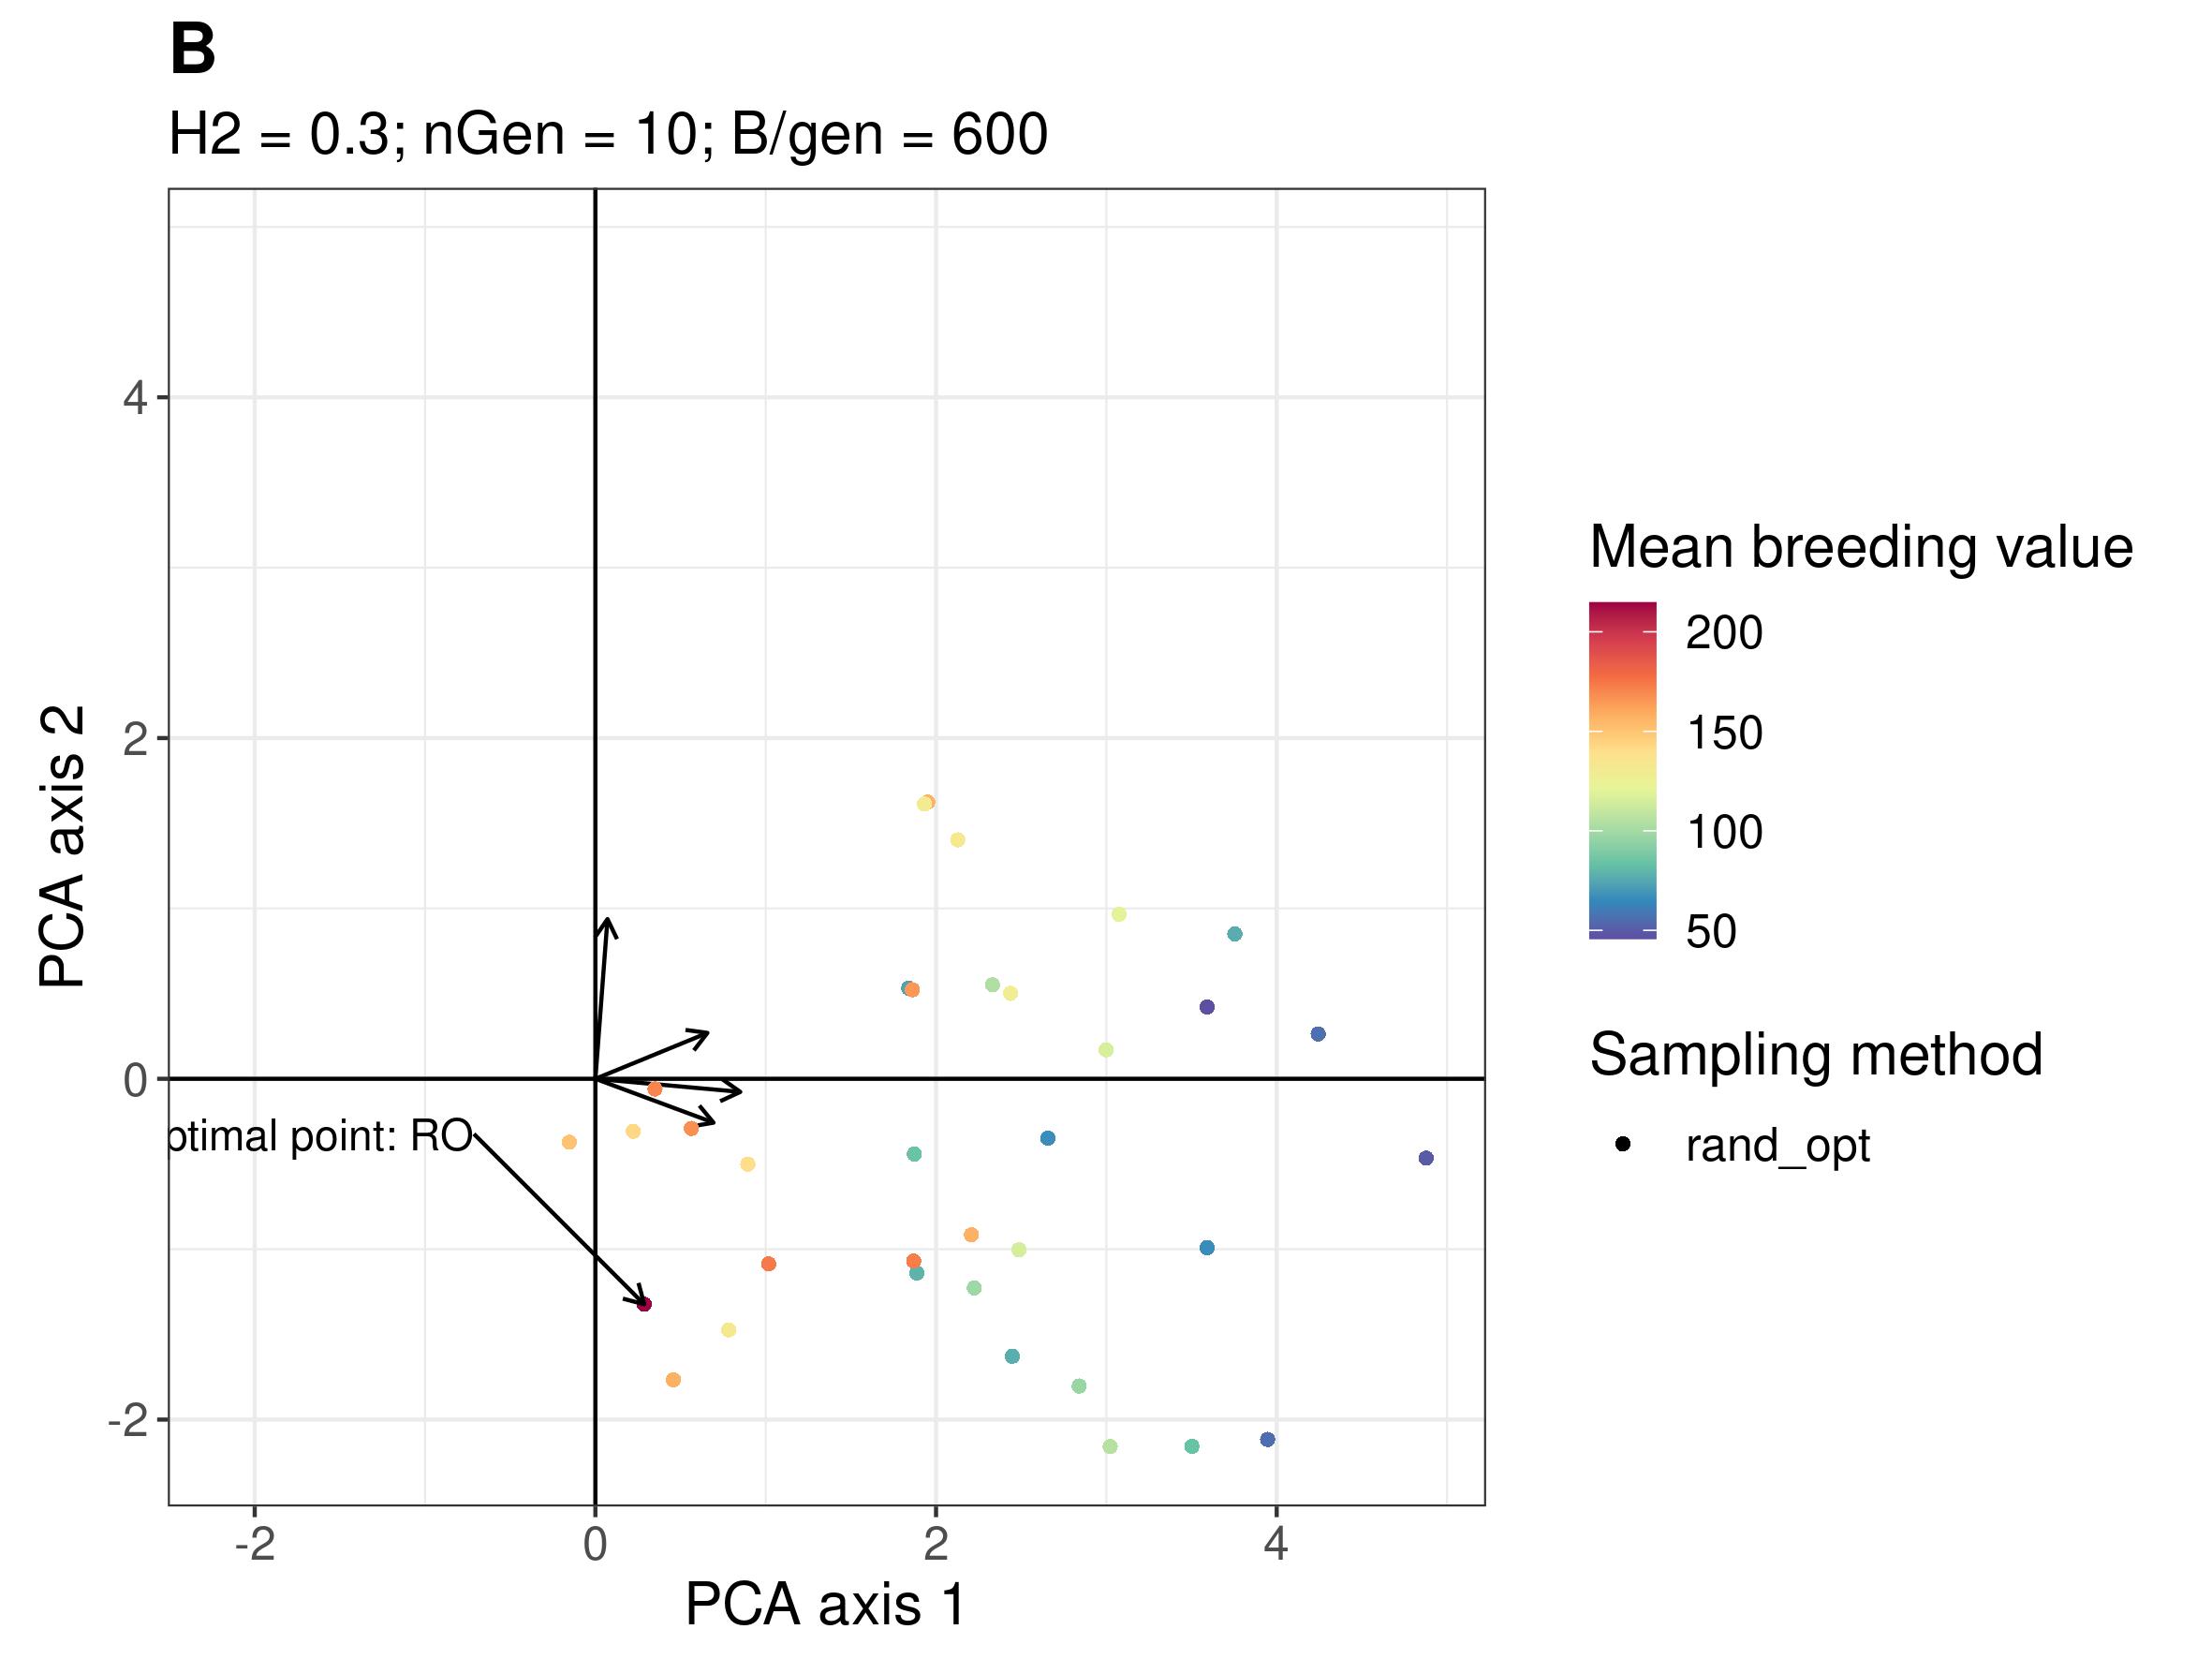 B
H2 = 0.3; nGen = 10; B/gen = 600
PCA axis 2
4
2
0
-2
ptimal point: RO
-2
0
2
4
PCA axis 1
Mean breeding value
200
150
100
50
Sampling method
rand_opt